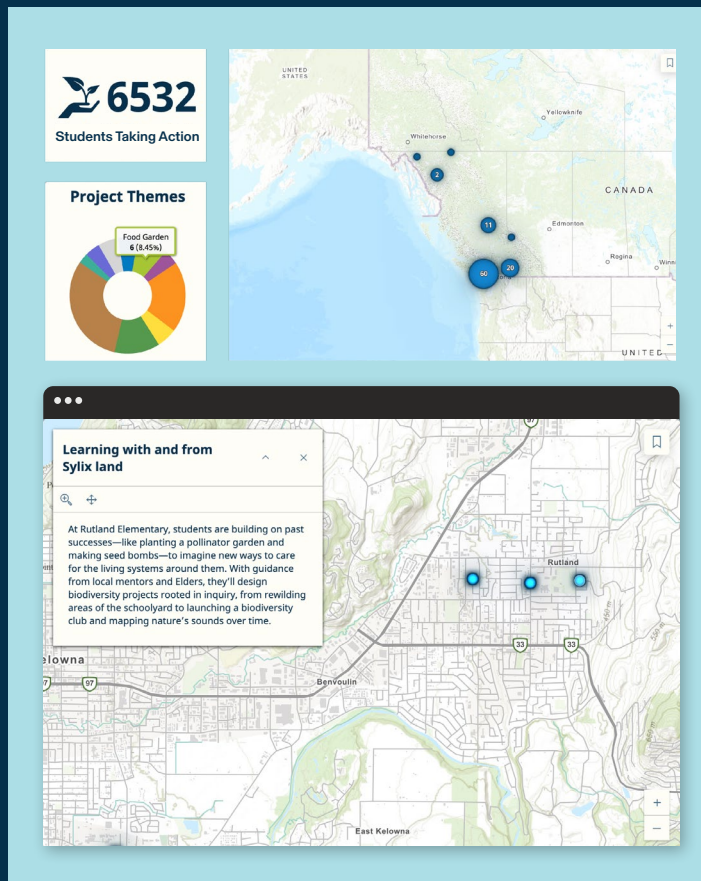 6532
Students Taking Action
Project Themes
Food Garden
6 (8.45%)
UNITED
STATES
Yellowknife
Whitehorse
2
CANADA
11
Edmonton
60
20
Regina
Winn
+
−
UNITED
Learning with and from
Sylix land
At Rutland Elementary, students are building on past
successes—like planting a pollinator garden and
making seed bombs—to imagine new ways to care
for the living systems around them. With guidance
from local mentors and Elders, they'll design
biodiversity projects rooted in inquiry, from rewilding
areas of the schoolyard to launching a biodiversity
club and mapping nature's sounds over time.
97
Rutland
33
33
elowna
97
Benvoulin
East Kelowna
+
−